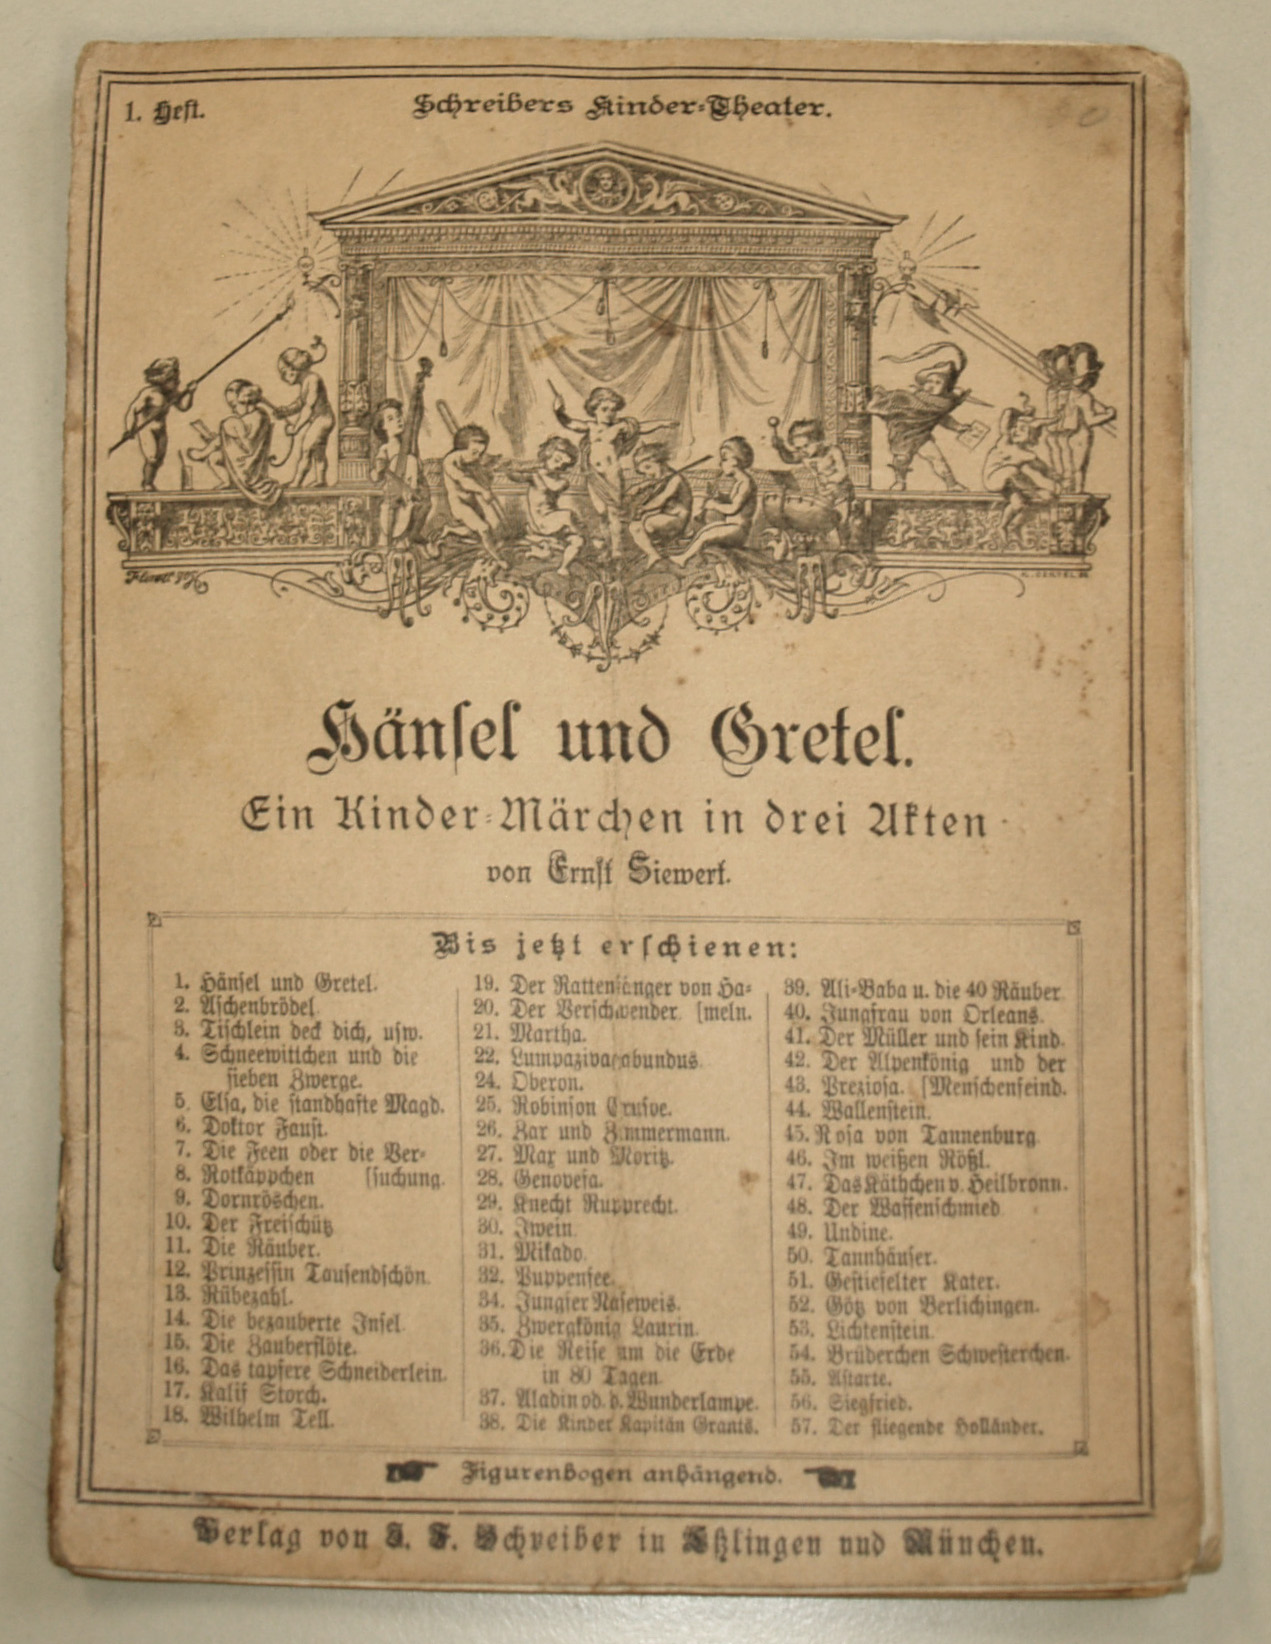 1. Heft.
Schreibers Kinder-Theater.
Hänsel und Gretel.
Ein Kinder-Märchen in drei Akten
von Ernst Siewert.
Bis jetzt erschienen:
1. Hänsel und Gretel.
2. Aschenbrödel
3. Tischlein deck dich, usw.
4. Schneewittchen und die
sieben Zwerge.
5. Elsa, die standhafte Magd.
6. Doktor Faust.
7. Die Feen oder die Ver-
8. Rotkäppchen [suchung.
9. Dornröschen.
10. Der Freischütz
11. Die Räuber.
12. Prinzessin Tausendschön.
13. Rübezahl.
14. Die bezauberte Insel.
15. Die Zauberflöte.
16. Das tapfere Schneiderlein.
17. Kalif Storch.
18. Wilhelm Tell.
19. Der Rattenfänger von Ha-
20. Der Verschwender. [meln.
21. Martha.
22. Lumpazivagabundus.
24. Oberon.
25. Robinson Crusoe.
26. Zar und Zimmermann.
27. Max und Moritz.
28. Genovefa.
29. Knecht Rupprecht.
30. Iwein.
31. Mikado.
32. Puppenfee.
34. Jungfer Naseweis.
35. Zwergkönig Laurin.
36. Die Reise um die Erde
in 80 Tagen.
37. Aladin od. d. Wunderlampe.
38. Die Kinder Kapitän Grants.
39. Ali-Baba u. die 40 Räuber.
40. Jungfrau von Orleans.
41. Der Müller und sein Kind.
42. Der Alpenkönig und der
43. Preziosa. [Menschenfeind.
44. Wallenstein.
45. Rosa von Tannenburg.
46. Im weißen Rößl.
47. Das Käthchen v. Heilbronn.
48. Der Waffenschmied.
49. Undine.
50. Tannhäuser.
51. Gestiefelter Kater.
52. Götz von Berlichingen.
53. Lichtenstein.
54. Brüderchen Schwesterchen.
55. Astarte.
56. Siegfried.
57. Der fliegende Holländer.
Figurenbogen anhängend.
Verlag von J. F. Schreiber in Eßlingen und München.